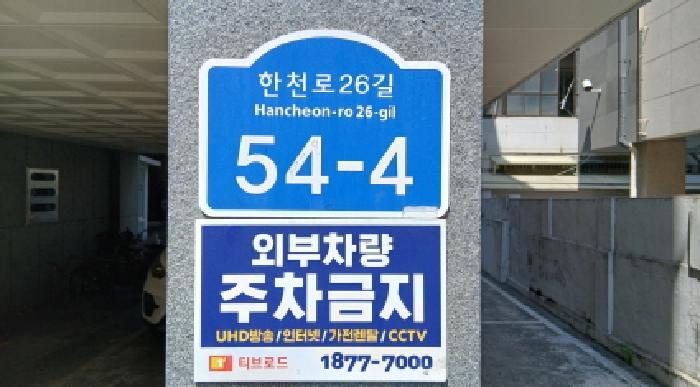 한천로26길
Hancheon-ro 26-gil
54-4
외부차량
주차금지
UHD방송/인터넷/가전렌탈/CCTV
티브로드 1877-7000